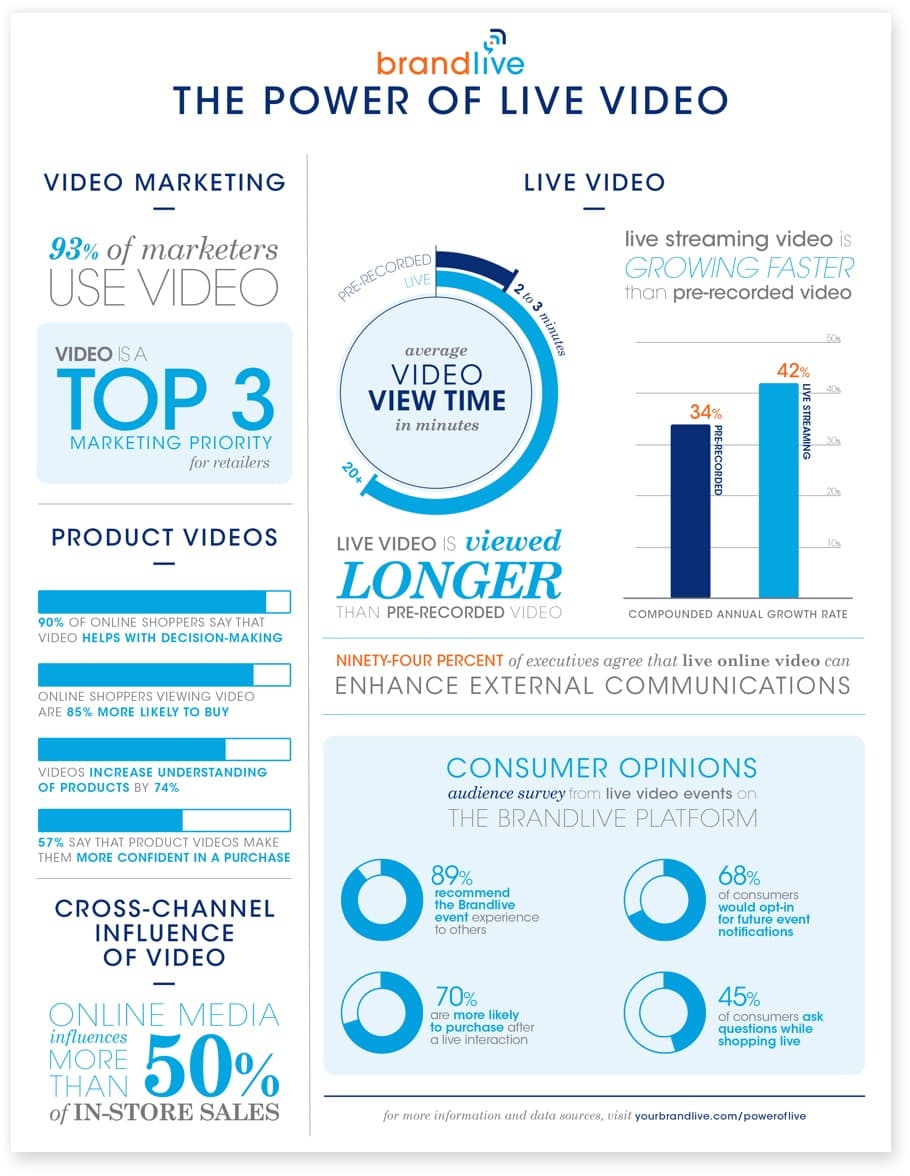 brandlive
THE POWER OF LIVE VIDEO
VIDEO MARKETING
93% of marketers
USE VIDEO
VIDEO IS A
TOP 3
MARKETING PRIORITY
for retailers
PRODUCT VIDEOS
90% OF ONLINE SHOPPERS SAY THAT
VIDEO HELPS WITH DECISION-MAKING
ONLINE SHOPPERS VIEWING VIDEO
ARE 85% MORE LIKELY TO BUY
VIDEOS INCREASE UNDERSTANDING
OF PRODUCTS BY 74%
57% SAY THAT PRODUCT VIDEOS MAKE
THEM MORE CONFIDENT IN A PURCHASE
CROSS-CHANNEL
INFLUENCE
OF VIDEO
ONLINE MEDIA
influences
MORE
THAN
50%
of IN-STORE SALES
LIVE VIDEO
PRE-RECORDED
LIVE
2 to 3 minutes
20+
average
VIDEO
VIEW TIME
in minutes
LIVE VIDEO IS viewed
LONGER
THAN PRE-RECORDED VIDEO
live streaming video is
GROWING FASTER
than pre-recorded video
50%
42%
40%
34%
LIVE STREAMING
PRE-RECORDED
30%
20%
10%
COMPOUNDED ANNUAL GROWTH RATE
NINETY-FOUR PERCENT of executives agree that live online video can
ENHANCE EXTERNAL COMMUNICATIONS
CONSUMER OPINIONS
audience survey from live video events on
THE BRANDLIVE PLATFORM
89%
recommend
the Brandlive
event experience
to others
68%
of consumers
would opt-in
for future event
notifications
70%
are more likely
to purchase after
a live interaction
45%
of consumers ask
questions while
shopping live
for more information and data sources, visit yourbrandlive.com/poweroflive